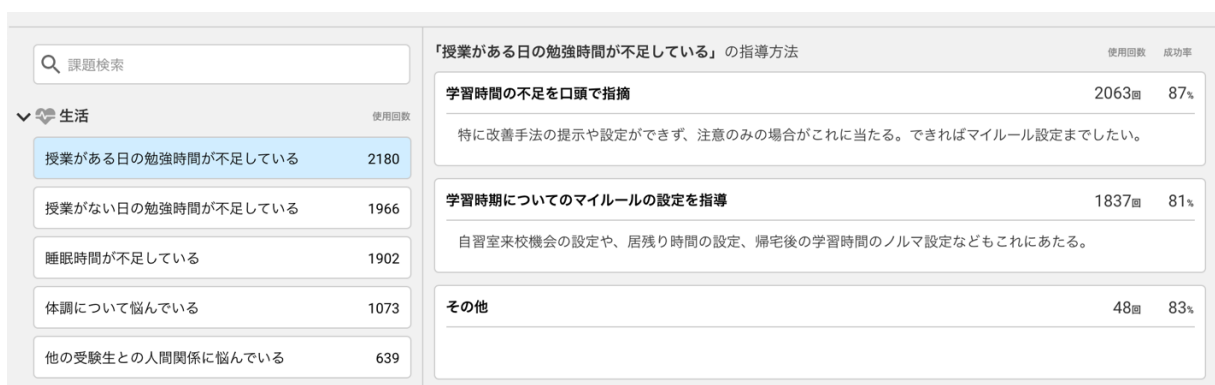 課題検索
生活 使用回数
授業がある日の勉強時間が不足している 2180
授業がない日の勉強時間が不足している 1966
睡眠時間が不足している 1902
体調について悩んでいる 1073
他の受験生との人間関係に悩んでいる 639
「授業がある日の勉強時間が不足している」の指導方法 使用回数 成功率
学習時間の不足を口頭で指摘 2063回 87%
特に改善手法の提示や設定ができず、注意のみの場合がこれに当たる。できればマイルール設定までしたい。
学習時期についてのマイルールの設定を指導 1837回 81%
自習室来校機会の設定や、居残り時間の設定、帰宅後の学習時間のノルマ設定などもこれにあたる。
その他 48回 83%